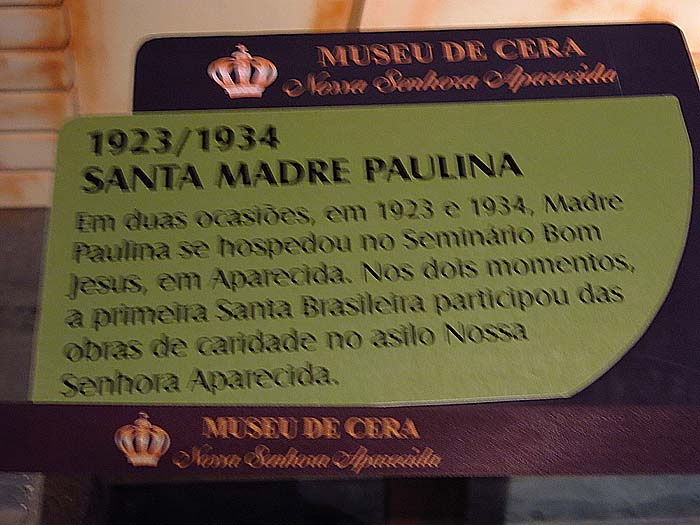 MUSEU DE CERA
Nossa Senhora Aparecida
1923/1934
SANTA MADRE PAULINA
Em duas ocasiões, em 1923 e 1934, Madre
Paulina se hospedou no Seminário Bom
Jesus, em Aparecida. Nos dois momentos,
a primeira Santa Brasileira participou das
obras de caridade no asilo Nossa
Senhora Aparecida.
MUSEU DE CERA
Nossa Senhora Aparecida